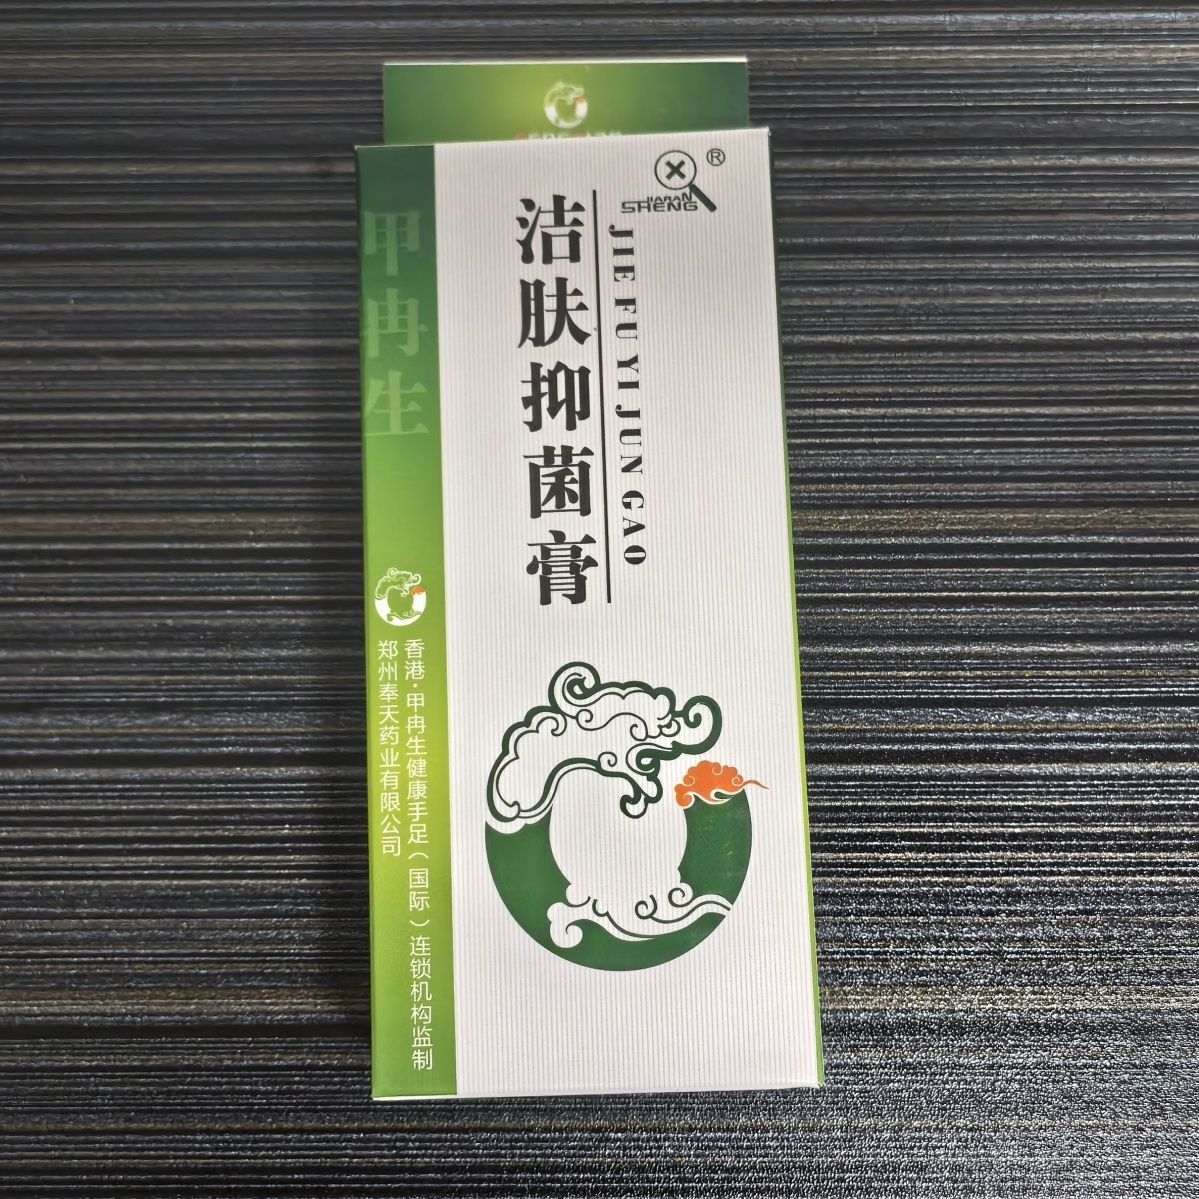 甲冉生
香港·甲冉生健康手足（国际）连锁机构监制
郑州奉天药业有限公司
JIARAN
SHENG
®
洁肤抑菌膏
JIE FU YI JUN GAO